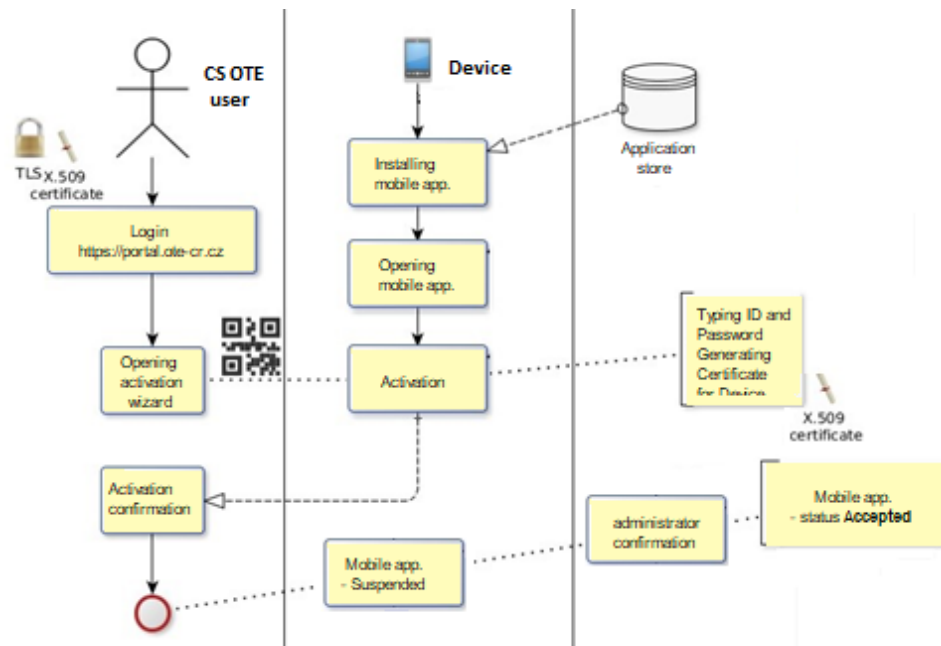 CS OTE
user
TLS X.509
certificate
Login
https://portal.ote-cr.cz
Opening
activation
wizard
Activation
confirmation
Device
Installing
mobile app.
Opening
mobile app.
Activation
Mobile app.
- Suspended
Application
store
Typing ID and
Password
Generating
Certificate
for Device
X.509
certificate
administrator
confirmation
Mobile app.
- status Accepted